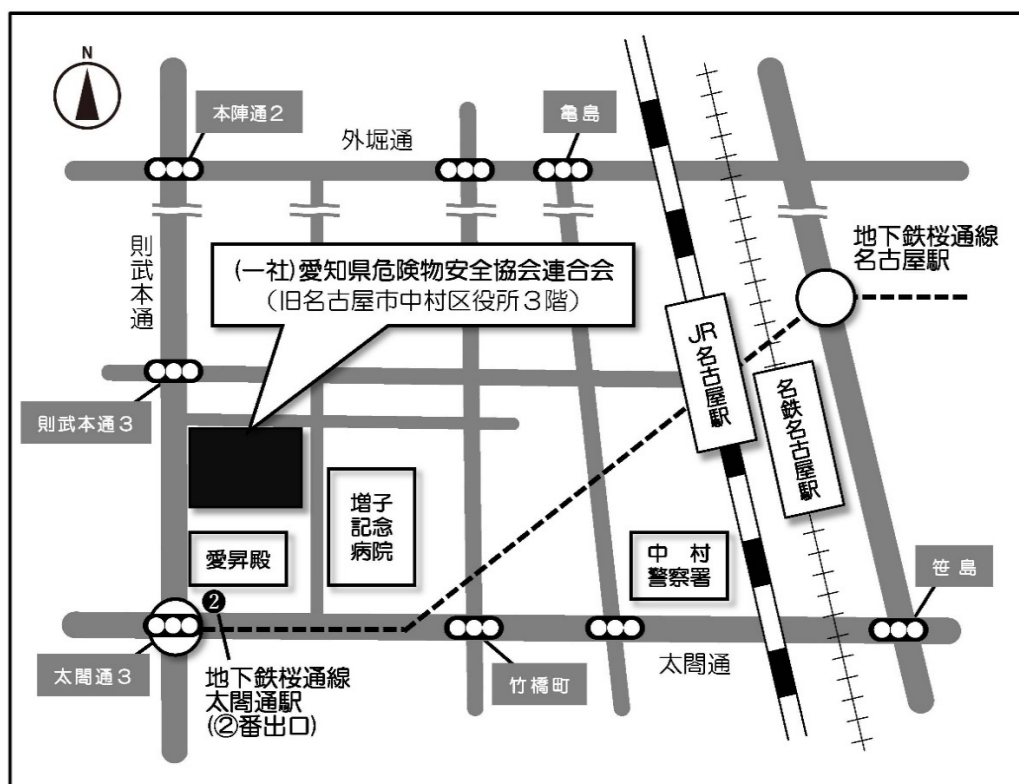 N
本陣通2
外堀通
亀島
則武本通
(一社)愛知県危険物安全協会連合会
(旧名古屋市中村区役所3階)
地下鉄桜通線
名古屋駅
JR名古屋駅
名鉄名古屋駅
則武本通3
増子
記念
病院
愛昇殿
中 村
警察署
笹島
❷
太閤通3
地下鉄桜通線
太閤通駅
(②番出口)
竹橋町
太閤通